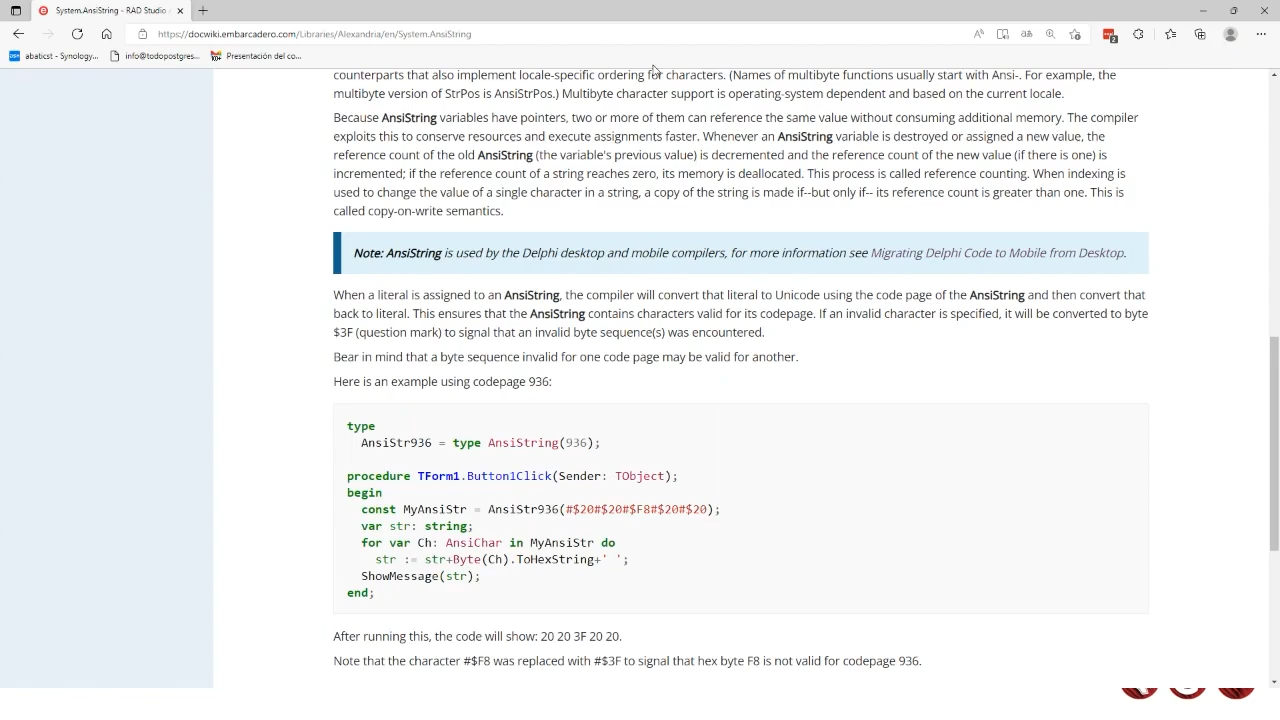 System.AnsiString - RAD Studio
https://docwiki.embarcadero.com/Libraries/Alexandria/en/System.AnsiString
2
abaticst - Synology...
info@todopostgres...
Presentación del co...
counterparts that also implement locale-specific ordering for characters. (Names of multibyte functions usually start with Ansi-. For example, the
multibyte version of StrPos is AnsiStrPos.) Multibyte character support is operating-system dependent and based on the current locale.
Because AnsiString variables have pointers, two or more of them can reference the same value without consuming additional memory. The compiler
exploits this to conserve resources and execute assignments faster. Whenever an AnsiString variable is destroyed or assigned a new value, the
reference count of the old AnsiString (the variable's previous value) is decremented and the reference count of the new value (if there is one) is
incremented; if the reference count of a string reaches zero, its memory is deallocated. This process is called reference counting. When indexing is
used to change the value of a single character in a string, a copy of the string is made if--but only if-- its reference count is greater than one. This is
called copy-on-write semantics.
Note: AnsiString is used by the Delphi desktop and mobile compilers, for more information see Migrating Delphi Code to Mobile from Desktop.
When a literal is assigned to an AnsiString, the compiler will convert that literal to Unicode using the code page of the AnsiString and then convert that
back to literal. This ensures that the AnsiString contains characters valid for its codepage. If an invalid character is specified, it will be converted to byte
$3F (question mark) to signal that an invalid byte sequence(s) was encountered.
Bear in mind that a byte sequence invalid for one code page may be valid for another.
Here is an example using codepage 936:
type
  AnsiStr936 = type AnsiString(936);
procedure TForm1.Button1Click(Sender: TObject);
begin
  const MyAnsiStr = AnsiStr936(#$20#$20#$F8#$20#$20);
  var str: string;
  for var Ch: AnsiChar in MyAnsiStr do
    str := str+Byte(Ch).ToHexString+' ';
  ShowMessage(str);
end;
After running this, the code will show: 20 20 3F 20 20.
Note that the character #$F8 was replaced with #$3F to signal that hex byte F8 is not valid for codepage 936.